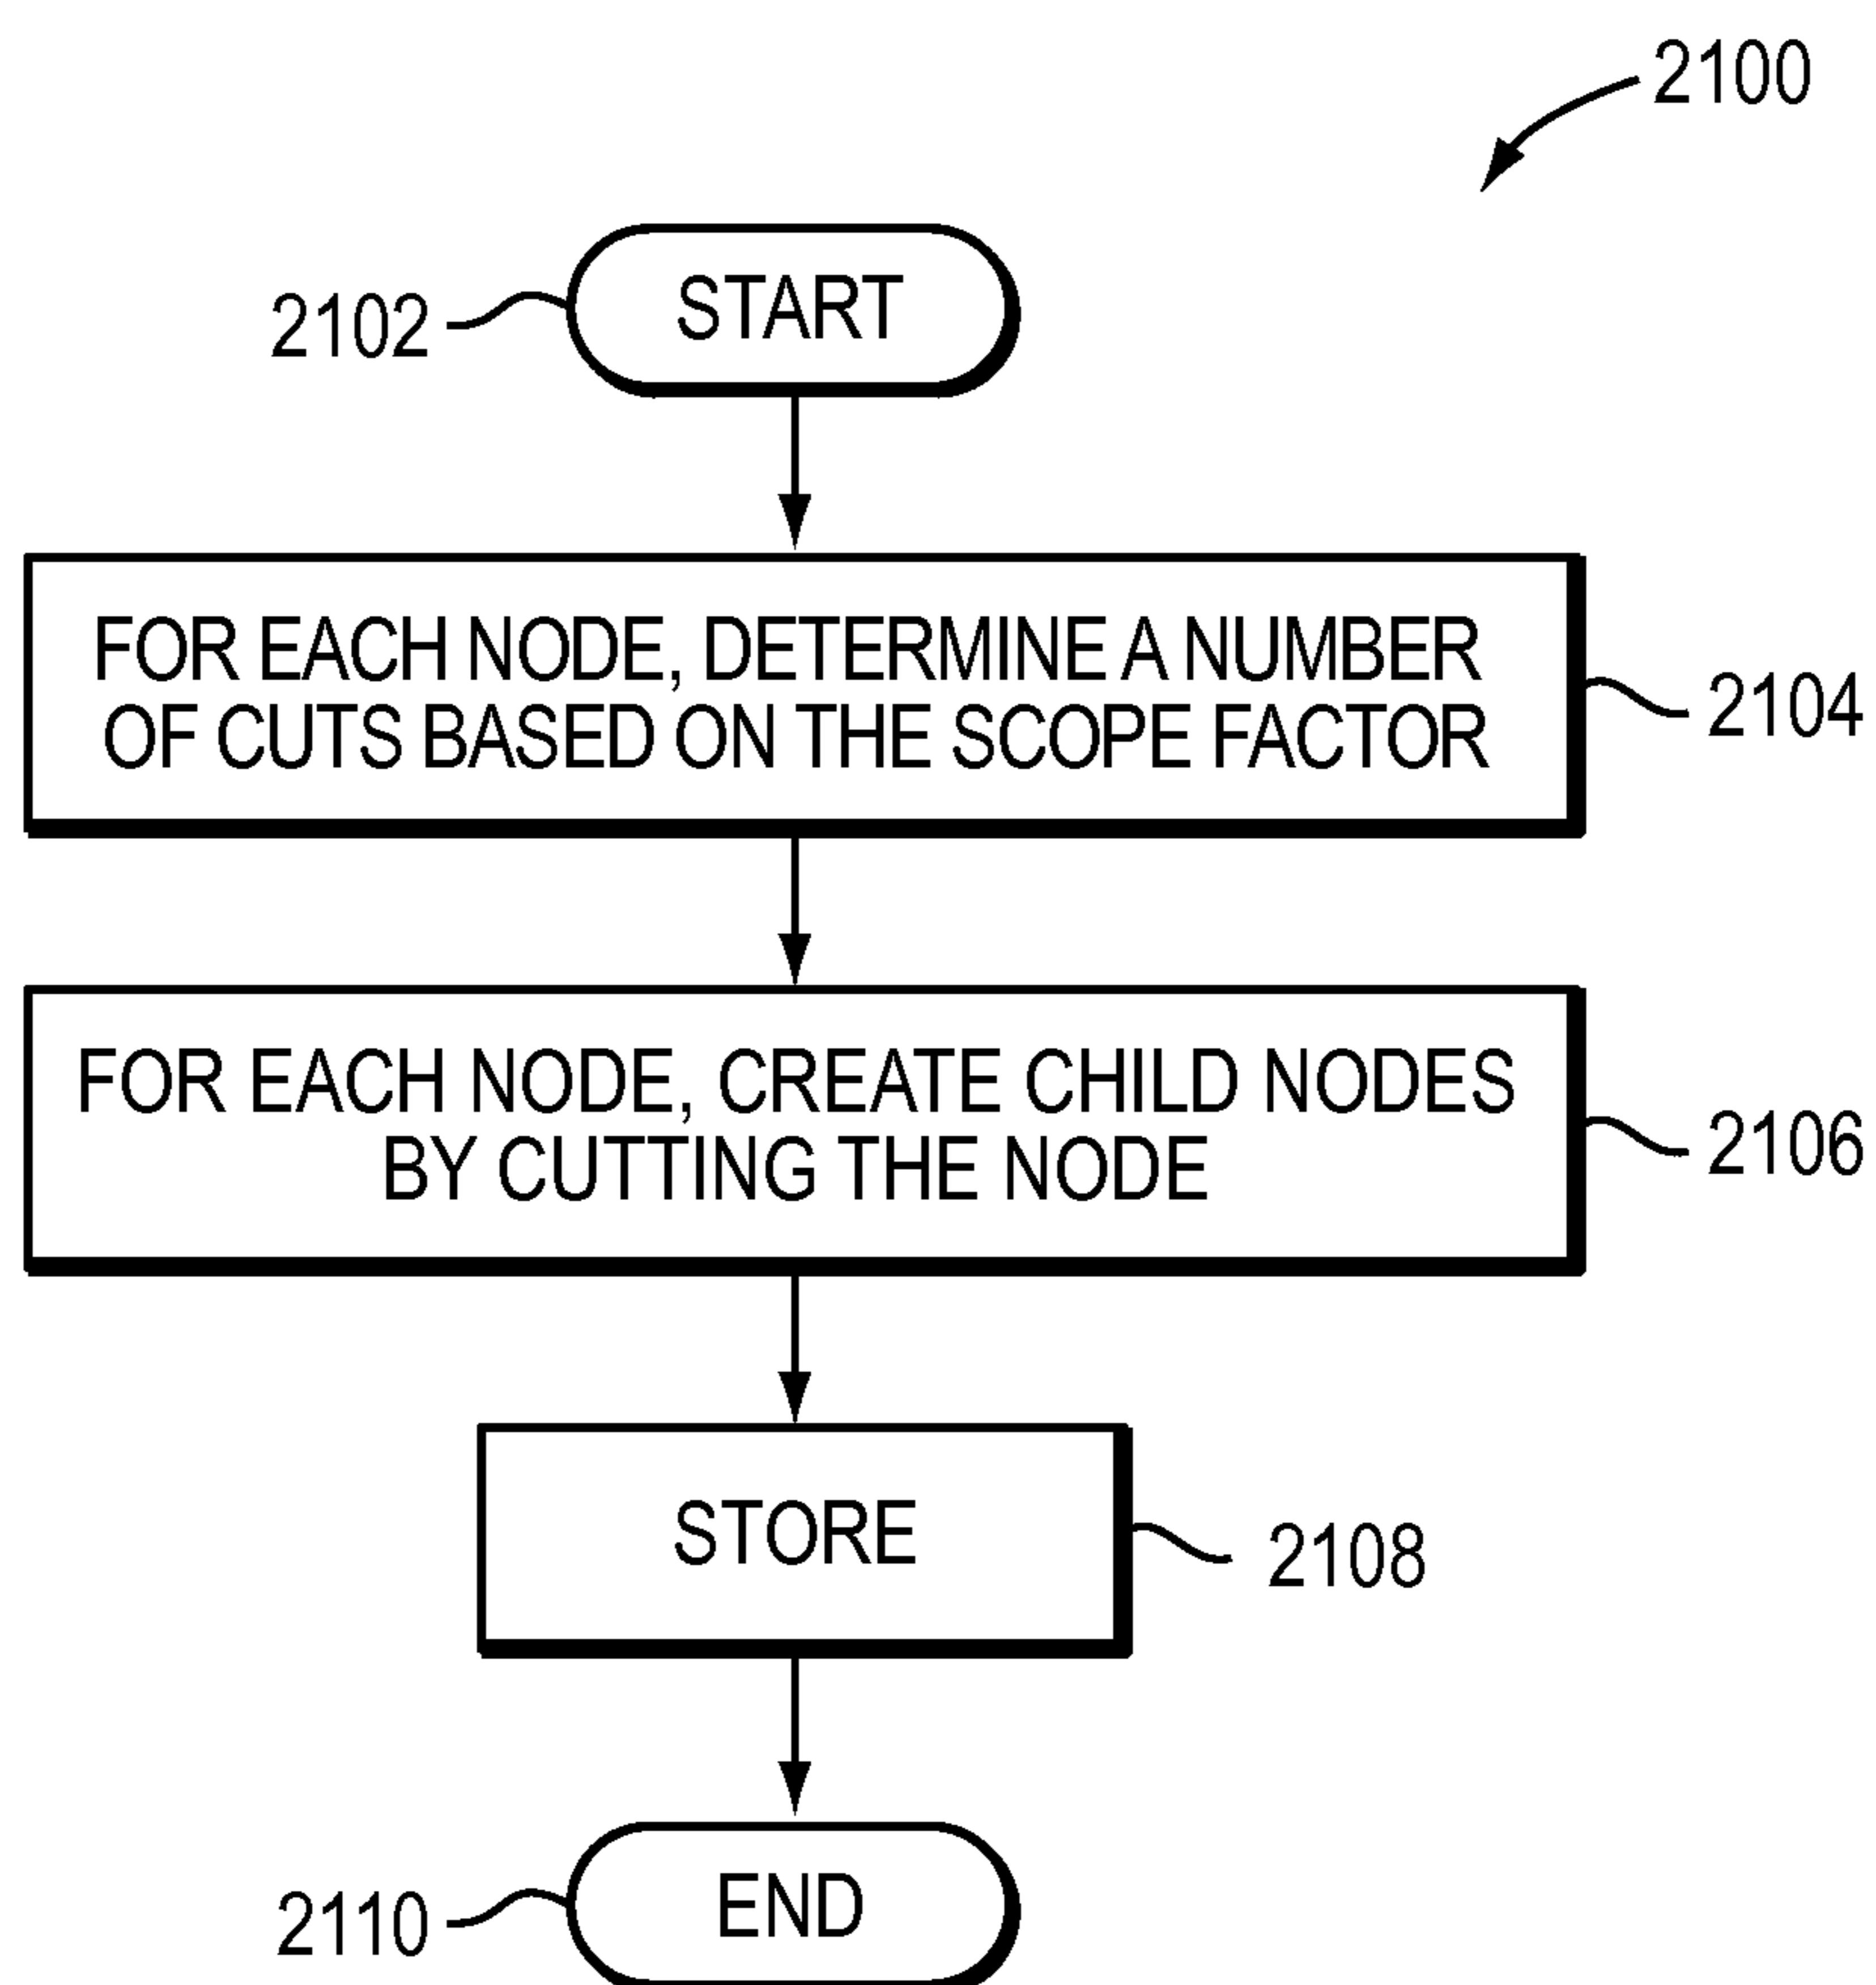 2100
2102
START
FOR EACH NODE, DETERMINE A NUMBER
OF CUTS BASED ON THE SCOPE FACTOR
2104
FOR EACH NODE, CREATE CHILD NODES
BY CUTTING THE NODE
2106
STORE
2108
END
2110